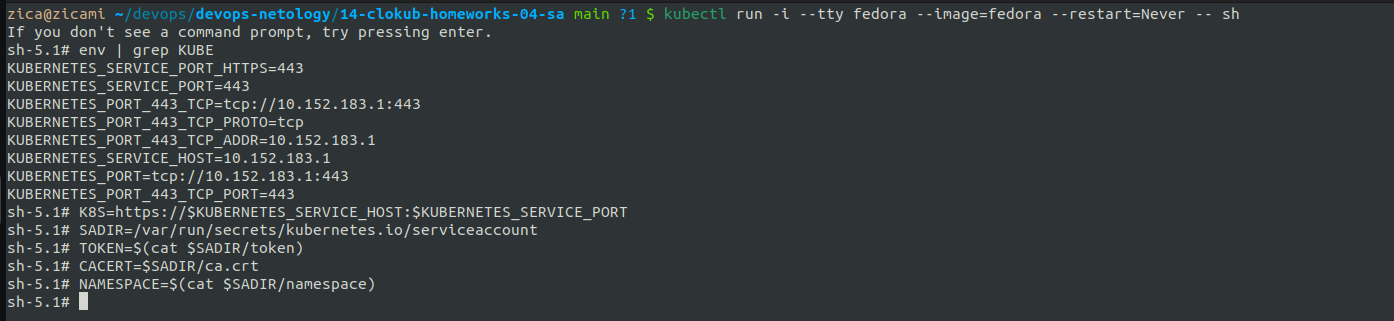 zica@zicami ~/devops/devops-netology/14-clokub-homeworks-04-sa main ?1 $ kubectl run -i --tty fedora --image=fedora --restart=Never -- sh
If you don't see a command prompt, try pressing enter.
sh-5.1# env | grep KUBE
KUBERNETES_SERVICE_PORT_HTTPS=443
KUBERNETES_SERVICE_PORT=443
KUBERNETES_PORT_443_TCP=tcp://10.152.183.1:443
KUBERNETES_PORT_443_TCP_PROTO=tcp
KUBERNETES_PORT_443_TCP_ADDR=10.152.183.1
KUBERNETES_SERVICE_HOST=10.152.183.1
KUBERNETES_PORT=tcp://10.152.183.1:443
KUBERNETES_PORT_443_TCP_PORT=443
sh-5.1# K8S=https://$KUBERNETES_SERVICE_HOST:$KUBERNETES_SERVICE_PORT
sh-5.1# SADIR=/var/run/secrets/kubernetes.io/serviceaccount
sh-5.1# TOKEN=$(cat $SADIR/token)
sh-5.1# CACERT=$SADIR/ca.crt
sh-5.1# NAMESPACE=$(cat $SADIR/namespace)
sh-5.1#